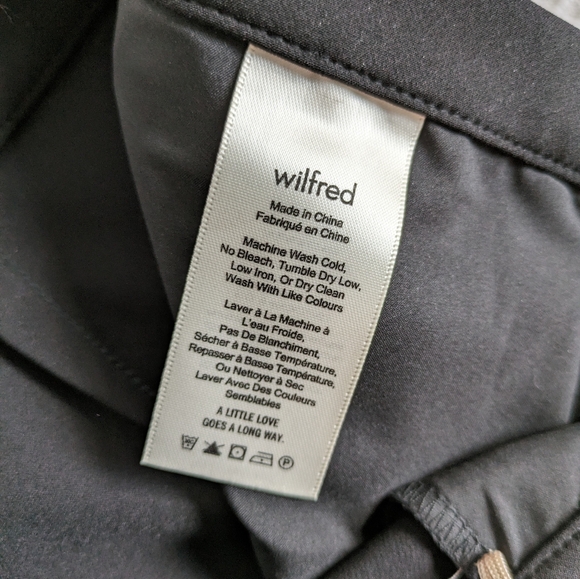 wilfred
Made in China
Fabriqué en Chine
Machine Wash Cold,
No Bleach, Tumble Dry Low,
Low Iron, Or Dry Clean
Wash With Like Colours
Laver à La Machine à
L'eau Froide,
Pas De Blanchiment,
Sécher à Basse Température,
Repasser à Basse Température,
Ou Nettoyer à Sec
Laver Avec Des Couleurs
Semblables
A LITTLE LOVE
GOES A LONG WAY.
P